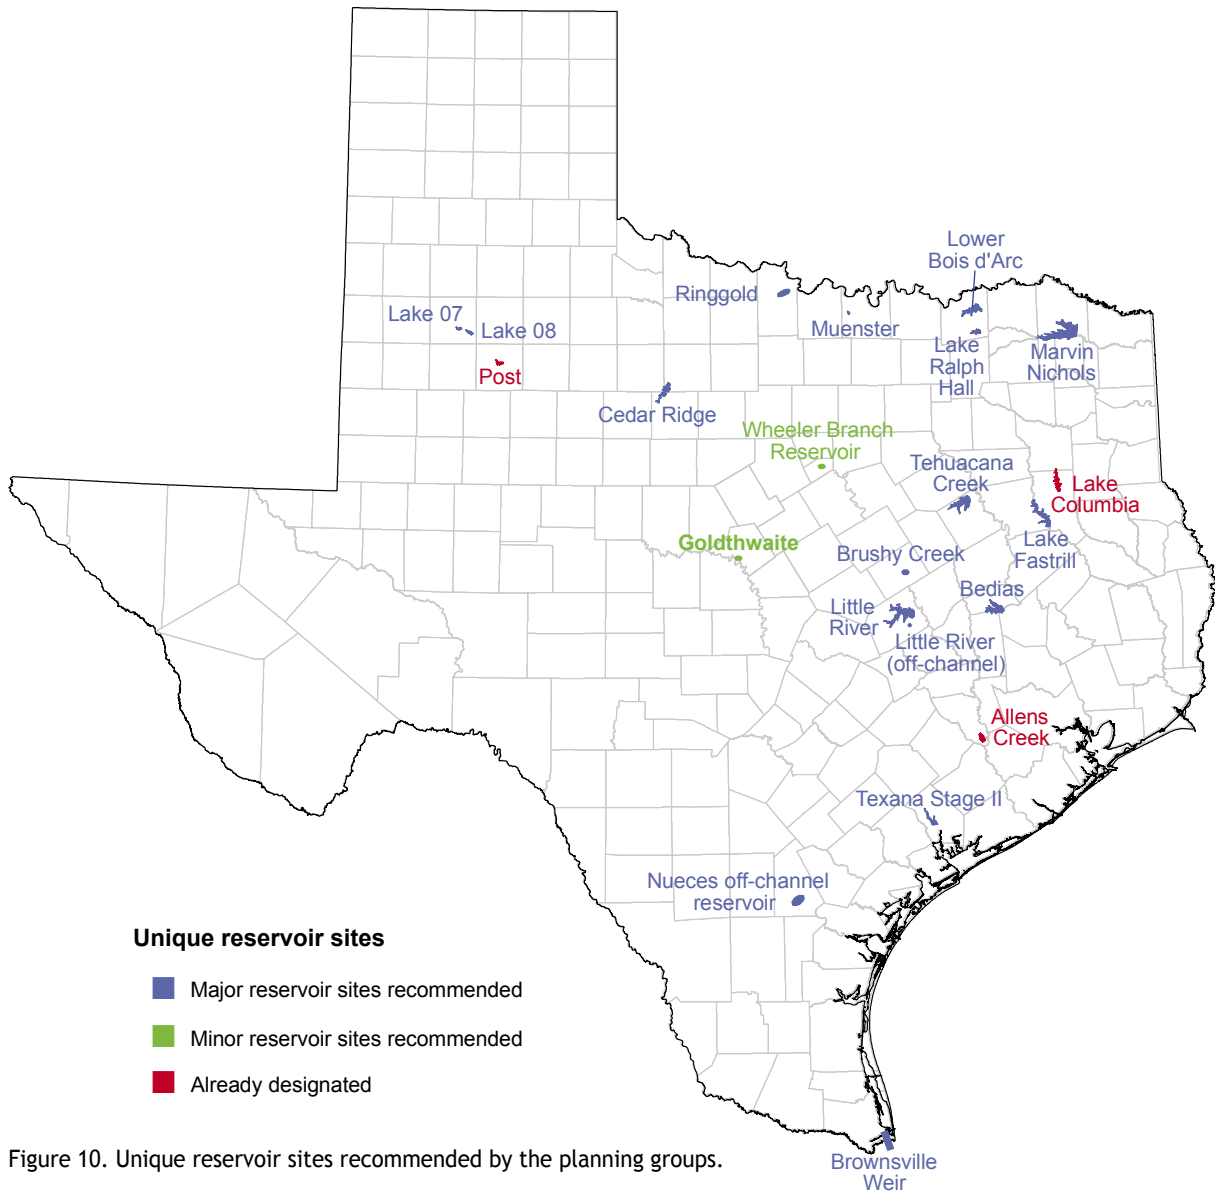 Lower
Bois d'Arc
Ringgold
Lake 07
Lake 08
Muenster
Lake
Ralph
Hall
Marvin
Nichols
Post
Cedar Ridge
Wheeler Branch
Reservoir
Tehuacana
Creek
Lake
Columbia
Goldthwaite
Brushy Creek
Lake
Fastrill
Bedias
Little
River
Little River
(off-channel)
Allens
Creek
Texana Stage II
Nueces off-channel
reservoir
Unique reservoir sites
Major reservoir sites recommended
Minor reservoir sites recommended
Already designated
Figure 10. Unique reservoir sites recommended by the planning groups.
Brownsville
Weir